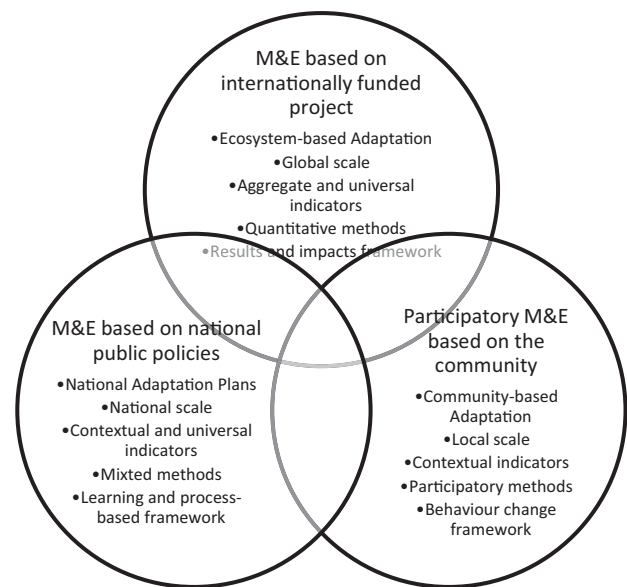 M&E based on
internationally funded
project
•Ecosystem-based Adaptation
•Global scale
•Aggregate and universal
indicators
•Quantitative methods
•Results and impacts framework
M&E based on national
public policies
•National Adaptation Plans
•National scale
•Contextual and universal
indicators
•Mixted methods
•Learning and process-
based framework
Participatory M&E
based on the
community
•Community-based
Adaptation
•Local scale
•Contextual indicators
•Participatory methods
•Behaviour change
framework